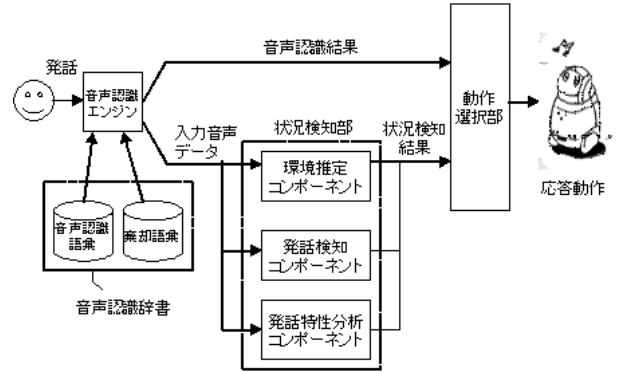 音声認識結果
発話
音声認識
エンジン
動作
選択部
入力音声
データ
状況検知部
状況検知
結果
環境推定
コンポーネント
応答動作
音声認識
語彙
棄却語彙
発話検知
コンポーネント
音声認識辞書
発話特性分析
コンポーネント